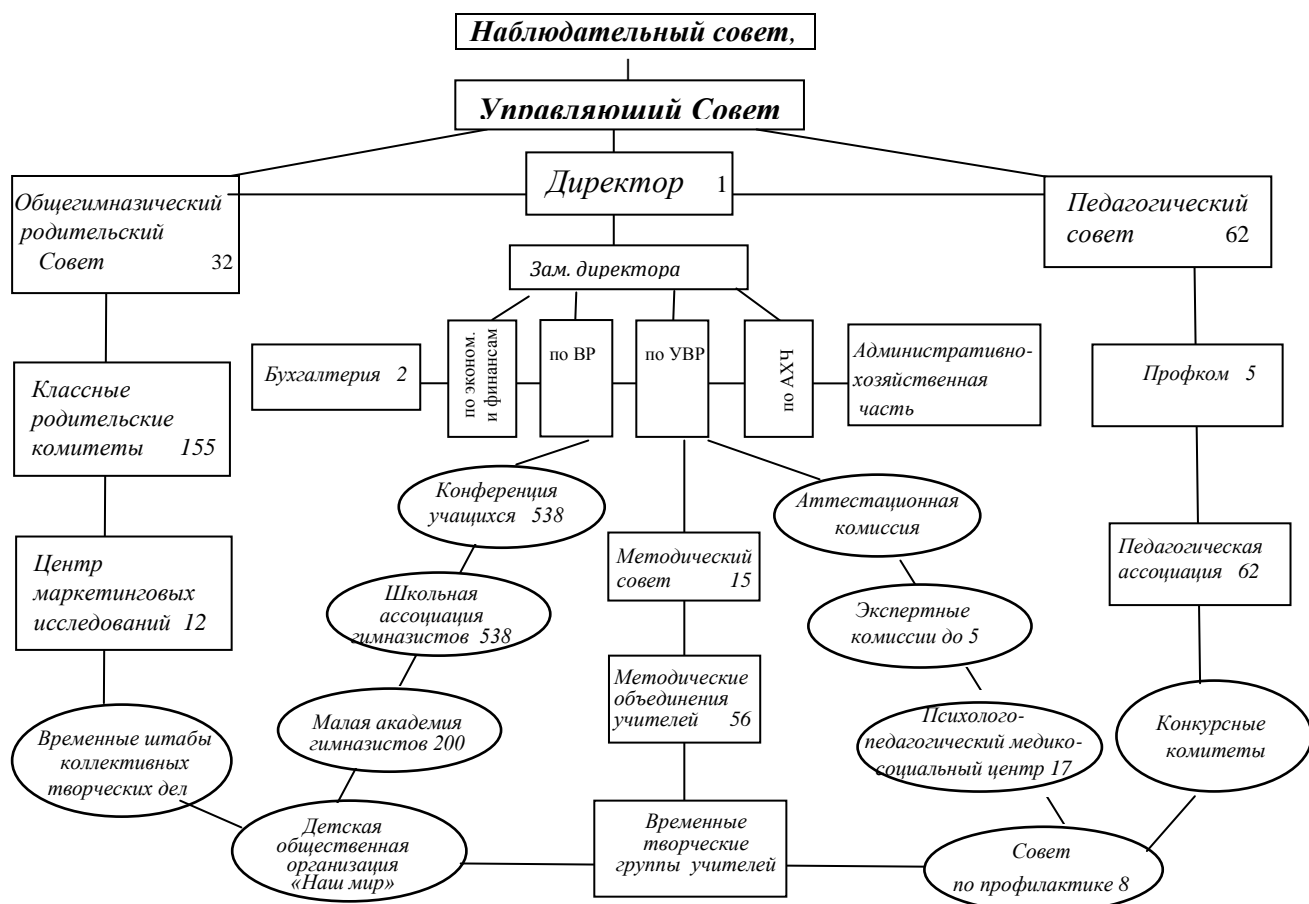 Наблюдательный совет,
Управляющий Совет
Директор 1
Общегимназический
родительский
Совет 32
Педагогический
совет 62
Зам. директора
Бухгалтерия 2
по эконом.
и финансам
по ВР
по УВР
по АХЧ
Административно-
хозяйственная
часть
Классные
родительские
комитеты 155
Профком 5
Конференция
учащихся 538
Аттестационная
комиссия
Центр
маркетинговых
исследований 12
Методический
совет 15
Педагогическая
ассоциация 62
Школьная
ассоциация
гимназистов 538
Экспертные
комиссии до 5
Методические
объединения
учителей 56
Временные штабы
коллективных
творческих дел
Малая академия
гимназистов 200
Психолого-
педагогический медико-
социальный центр 17
Конкурсные
комитеты
Детская
общественная
организация
«Наш мир»
Временные
творческие
группы учителей
Совет
по профилактике 8